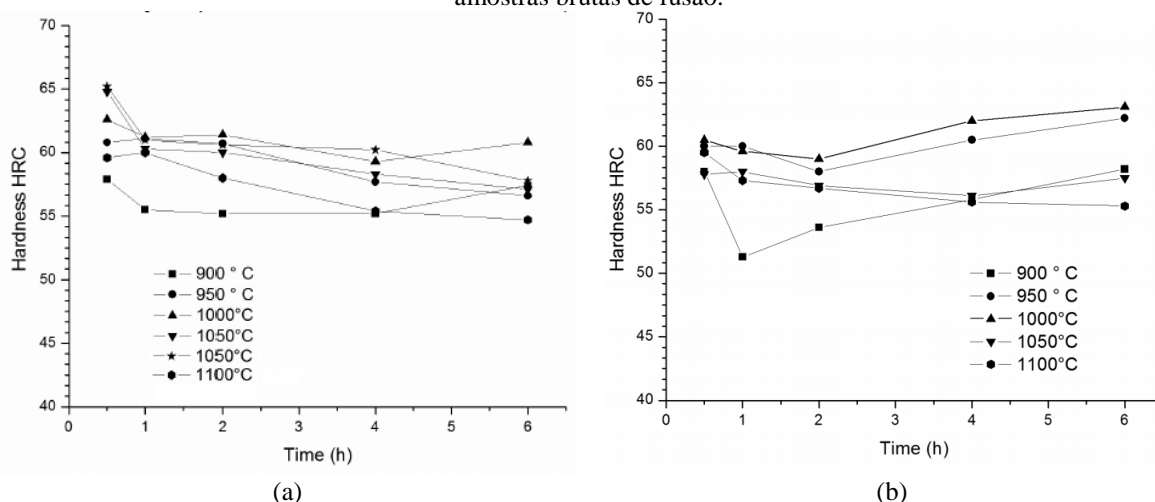 amostras brutas de fusão.
70
65
60
55
50
45
40
Hardness HRC
900 ° C
950 ° C
1000°C
1050°C
1050°C
1100°C
0 1 2 3 4 5 6
Time (h)
(a)
70
65
60
55
50
45
40
Hardness HRC
900 ° C
950 ° C
1000°C
1050°C
1100°C
0 1 2 3 4 5 6
Time (h)
(b)